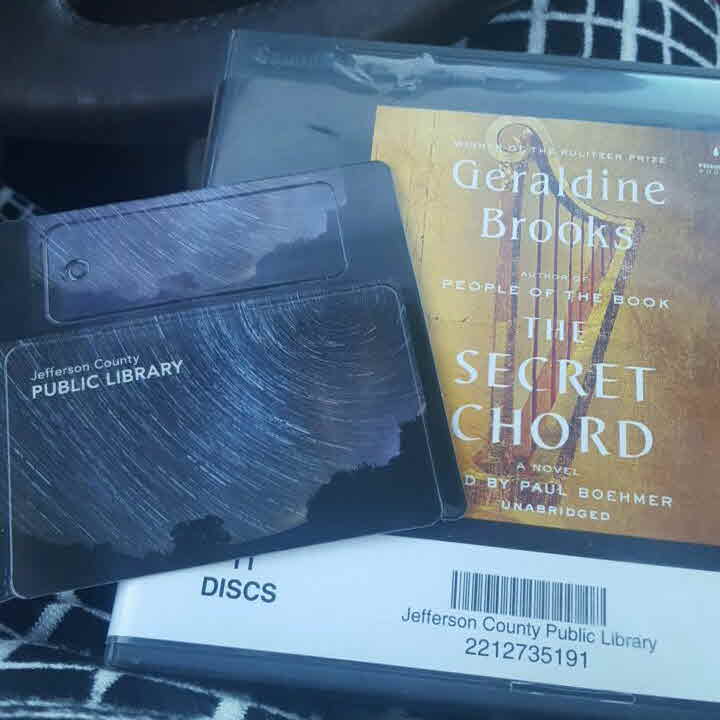 Jefferson County
PUBLIC LIBRARY
WINNER OF THE PULITZER PRIZE
Geraldine
Brooks
AUTHOR OF
PEOPLE OF THE BOOK
THE
SECRET
CHORD
A NOVEL
D BY PAUL BOEHMER
UNABRIDGED
DISCS
Jefferson County Public Library
2212735191